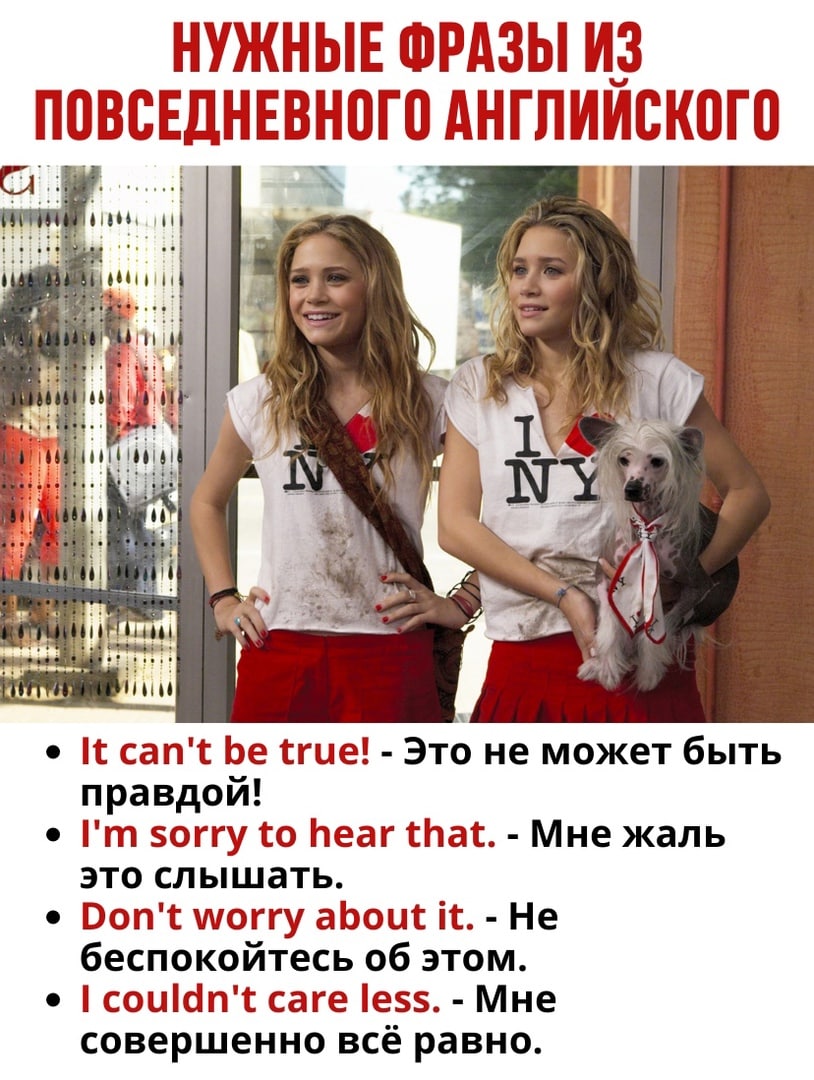 НУЖНЫЕ ФРАЗЫ ИЗ
ПОВСЕДНЕВНОГО АНГЛИЙСКОГО
NY
I
NY
• It can't be true! - Это не может быть
правдой!
• I'm sorry to hear that. - Мне жаль
это слышать.
• Don't worry about it. - Не
беспокойтесь об этом.
• I couldn't care less. - Мне
совершенно всё равно.